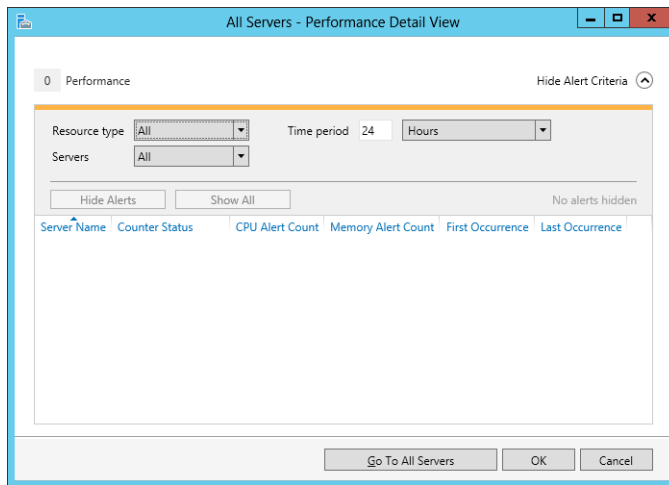 All Servers - Performance Detail View
0 Performance Hide Alert Criteria
Resource type All Time period 24 Hours
Servers All
Hide Alerts Show All No alerts hidden
Server Name Counter Status CPU Alert Count Memory Alert Count First Occurrence Last Occurrence
Go To All Servers OK Cancel